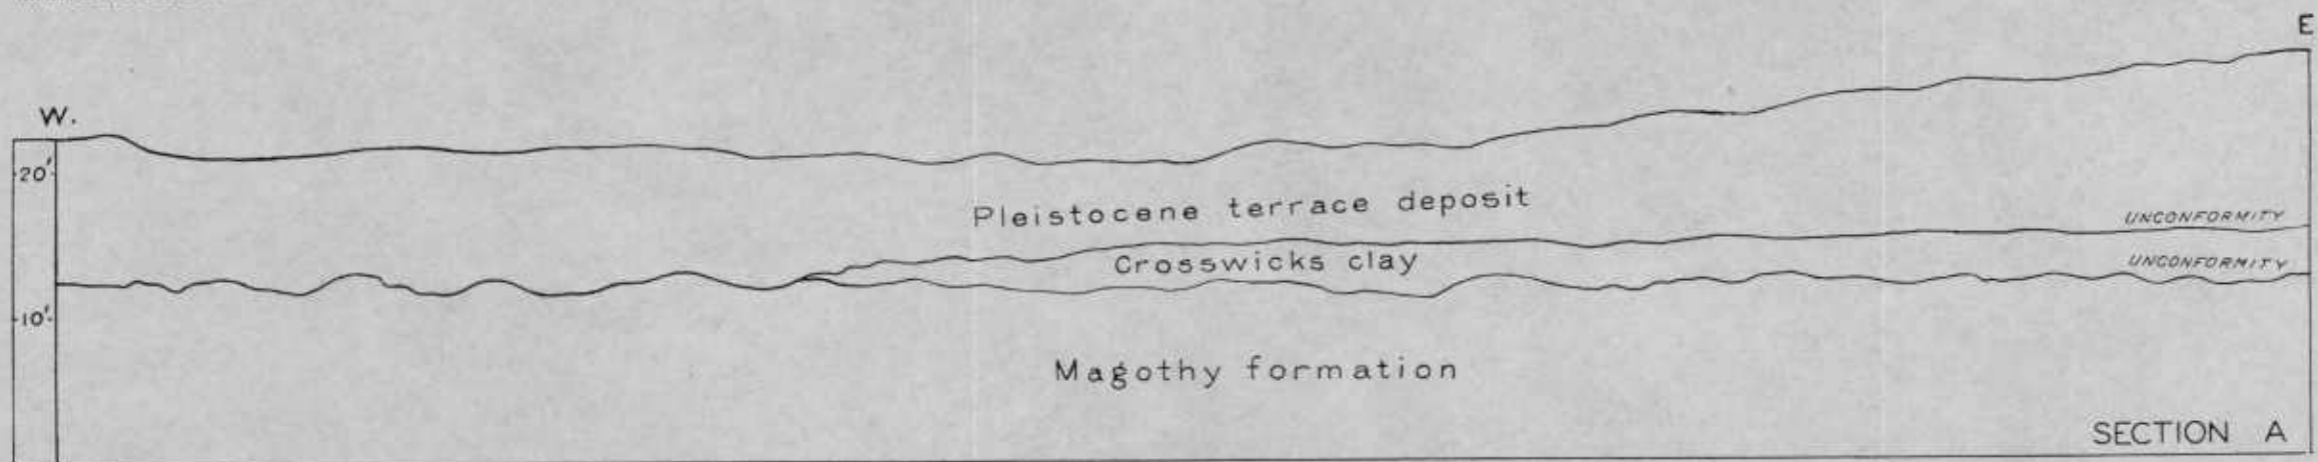 E
W.
20'
Pleistocene terrace deposit
UNCONFORMITY
Crosswicks clay
UNCONFORMITY
10'
Magothy formation
SECTION A